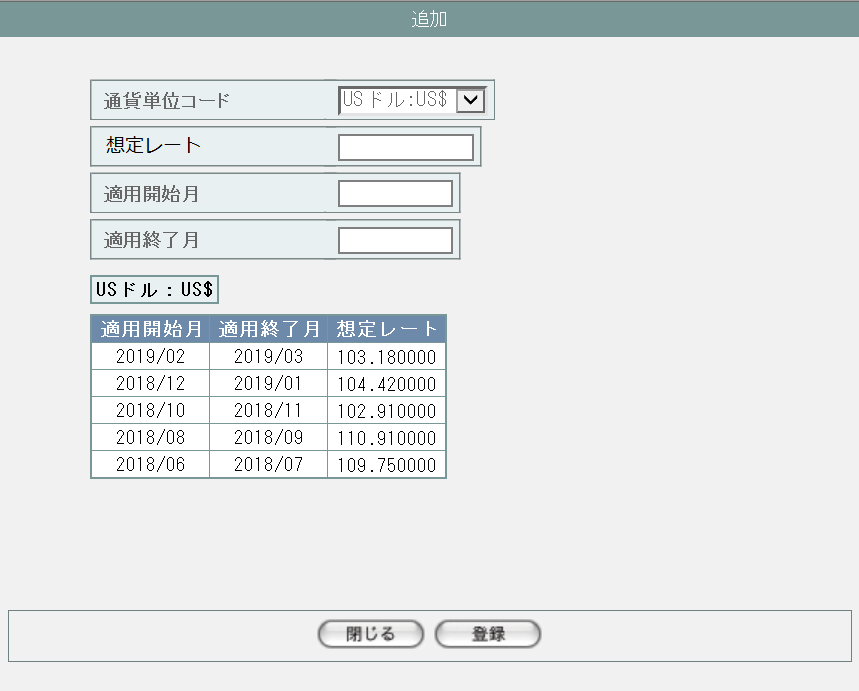 追加
通貨単位コード USドル:US$
想定レート
適用開始月
適用終了月
USドル：US$
適用開始月 適用終了月 想定レート
2019/02 2019/03 103.180000
2018/12 2019/01 104.420000
2018/10 2018/11 102.910000
2018/08 2018/09 110.910000
2018/06 2018/07 109.750000
閉じる 登録